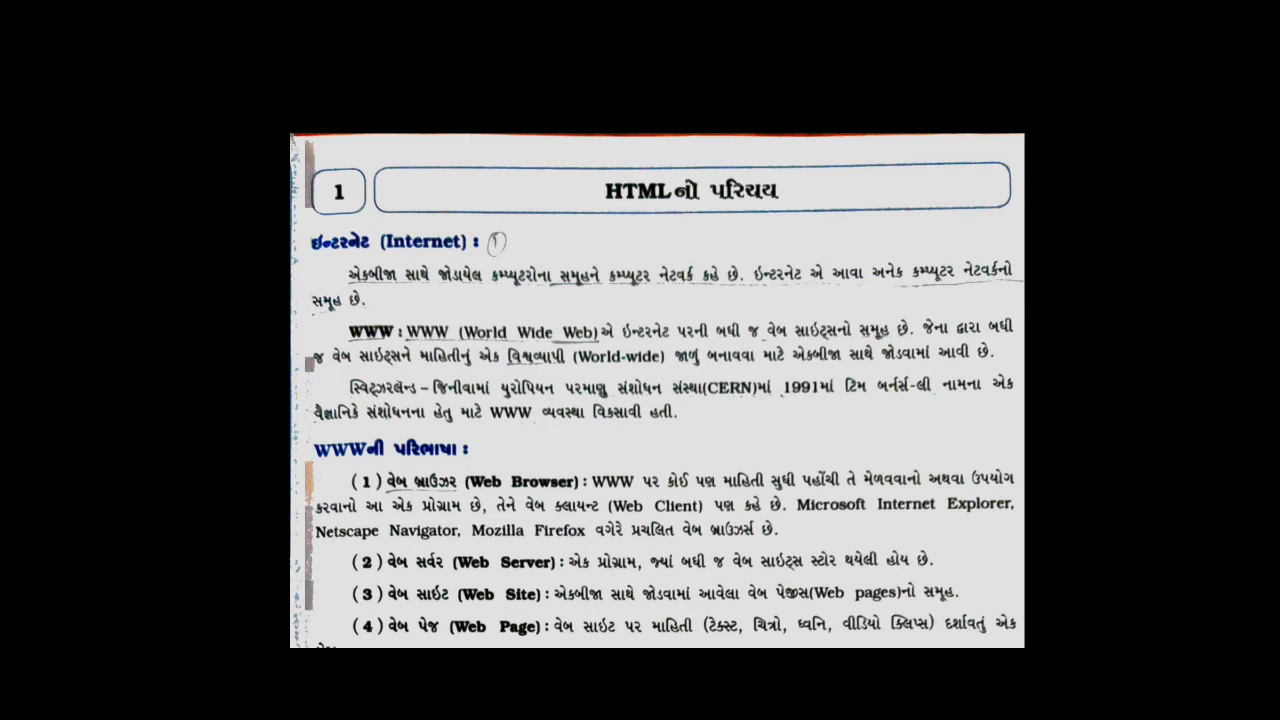 1
HTMLનો પરિચય
ઇન્ટરનેટ (Internet) : ૧
એકબીજા સાથે જોડાયેલ કમ્પ્યૂટરોના સમૂહને કમ્પ્યૂટર નેટવર્ક કહે છે. ઇન્ટરનેટ એ આવા અનેક કમ્પ્યૂટર નેટવર્કનો
સમૂહ છે.
WWW : WWW (World Wide Web) એ ઇન્ટરનેટ પરની બધી જ વેબ સાઇટ્સનો સમૂહ છે. જેના દ્વારા બધી
જ વેબ સાઇટ્સને માહિતીનું એક વિશ્વવ્યાપી (World-wide) જાળું બનાવવા માટે એકબીજા સાથે જોડવામાં આવી છે.
સ્વિટ્ઝરલૅન્ડ – જિનીવામાં યુરોપિયન પરમાણુ સંશોધન સંસ્થા(CERN)માં 1991માં ટિમ બર્નર્સ-લી નામના એક
વૈજ્ઞાનિકે સંશોધનના હેતુ માટે WWW વ્યવસ્થા વિકસાવી હતી.
WWWની પરિભાષા :
( 1 ) વેબ બ્રાઉઝર (Web Browser) : WWW પર કોઈ પણ માહિતી સુધી પહોંચી તે મેળવવાનો અથવા ઉપયોગ
કરવાનો આ એક પ્રોગ્રામ છે, તેને વેબ ક્લાયન્ટ (Web Client) પણ કહે છે. Microsoft Internet Explorer,
Netscape Navigator, Mozilla Firefox વગેરે પ્રચલિત વેબ બ્રાઉઝર્સ છે.
( 2 ) વેબ સર્વર (Web Server) : એક પ્રોગ્રામ, જ્યાં બધી જ વેબ સાઇટ્સ સ્ટોર થયેલી હોય છે.
( 3 ) વેબ સાઇટ (Web Site) : એકબીજા સાથે જોડવામાં આવેલા વેબ પેજીસ(Web pages)નો સમૂહ.
( 4 ) વેબ પેજ (Web Page) : વેબ સાઇટ પર માહિતી (ટેક્સ્ટ, ચિત્રો, ધ્વનિ, વીડિયો ક્લિપ્સ) દર્શાવતું એક